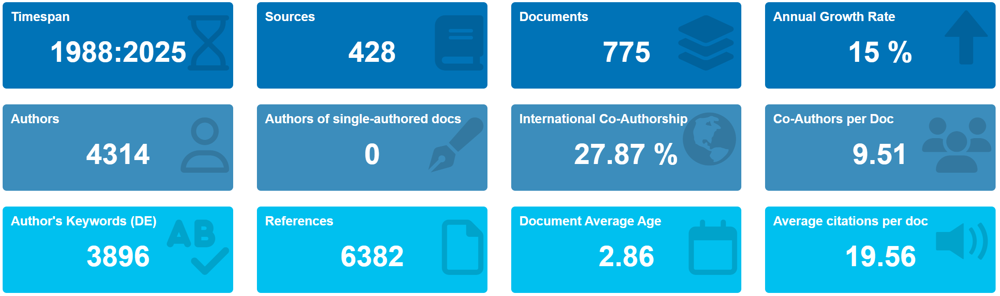 Timespan
1988:2025
Sources
428
Documents
775
Annual Growth Rate
15 %
Authors
4314
Authors of single-authored docs
0
International Co-Authorship
27.87 %
Co-Authors per Doc
9.51
Author's Keywords (DE)
3896
AB
References
6382
Document Average Age
2.86
Average citations per doc
19.56